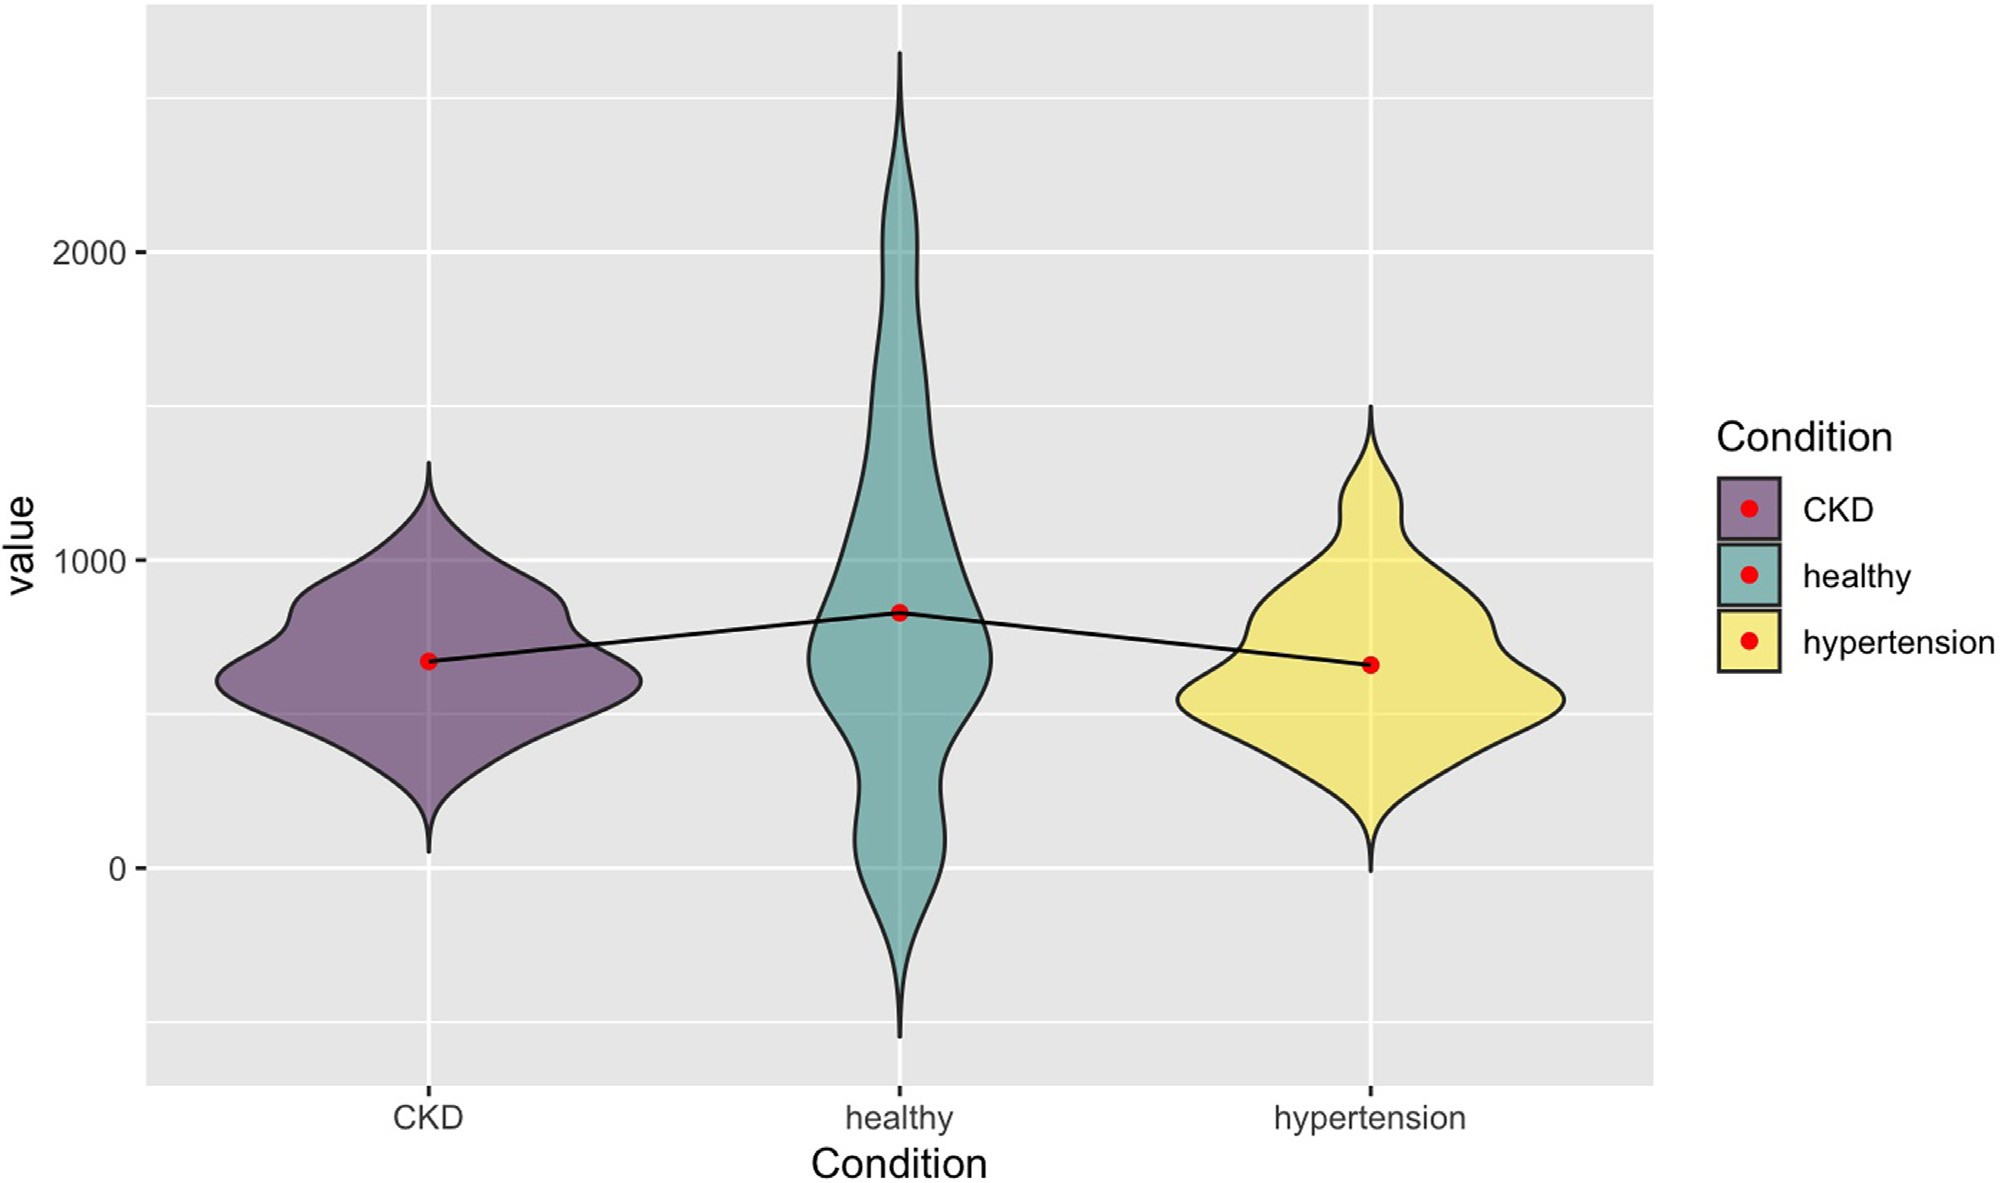 value
2000
1000
0
CKD
healthy
hypertension
Condition
Condition
CKD
healthy
hypertension